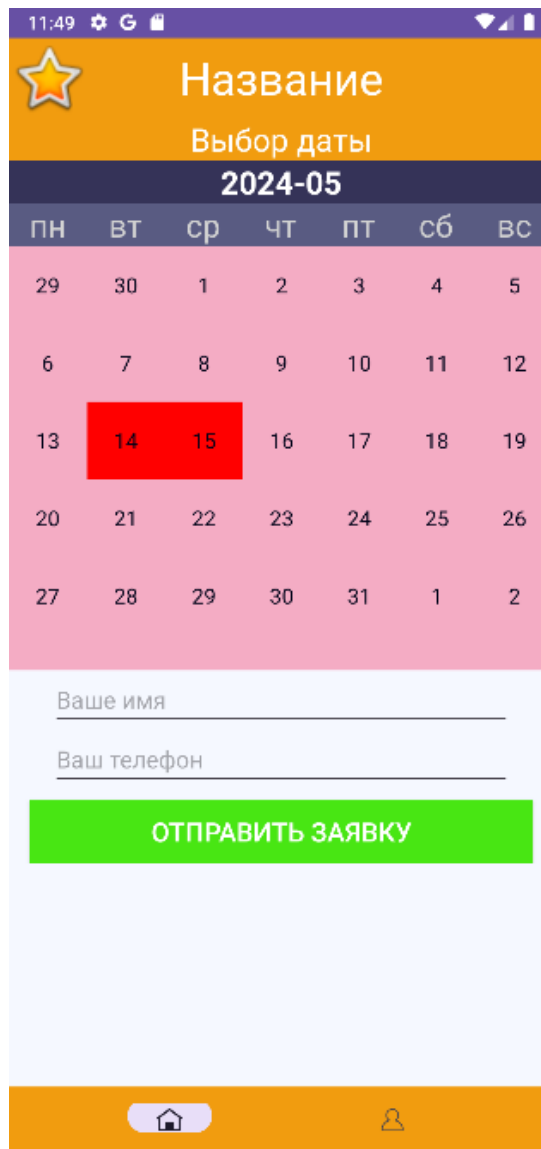 11:49 G
Название
Выбор даты
2024-05
пн вт ср чт пт сб вс
29 30 1 2 3 4 5
6 7 8 9 10 11 12
13 14 15 16 17 18 19
20 21 22 23 24 25 26
27 28 29 30 31 1 2
Ваше имя
Ваш телефон
ОТПРАВИТЬ ЗАЯВКУ